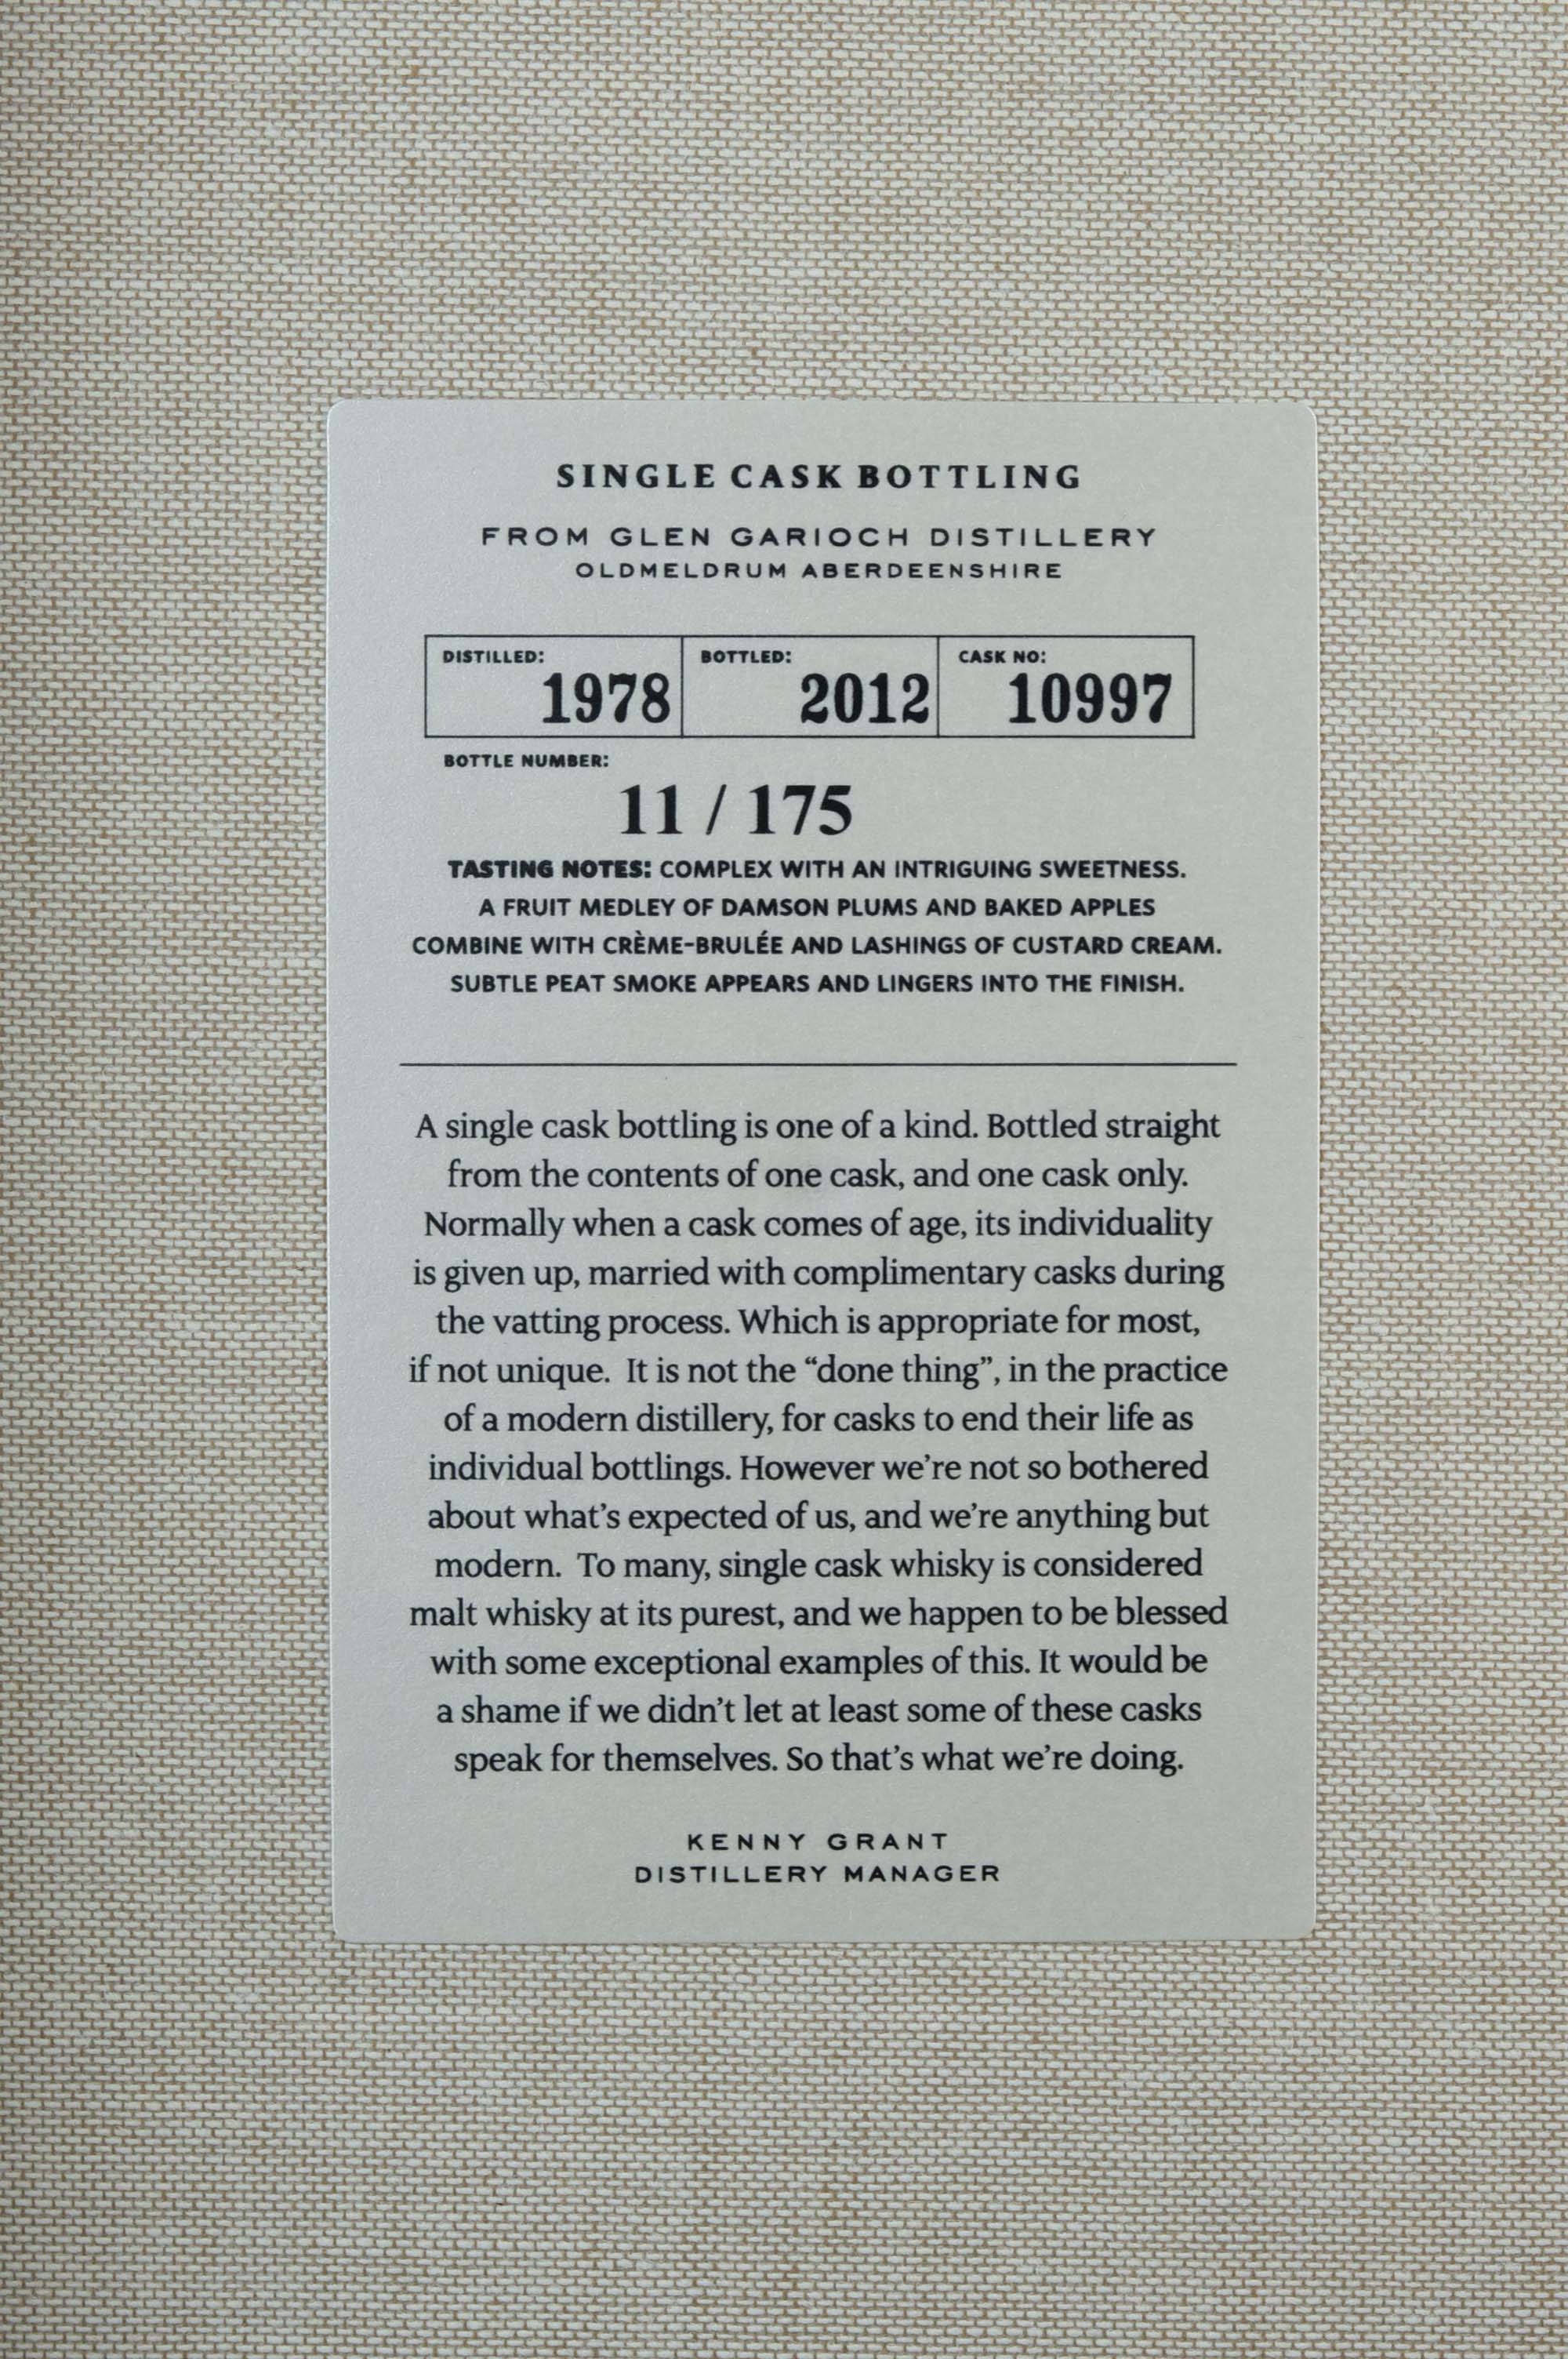 SINGLE CASK BOTTLING
FROM GLEN GARIOCH DISTILLERY
OLDMELDRUM ABERDEENSHIRE
DISTILLED: BOTTLED: CASK NO:
1978 2012 10997
BOTTLE NUMBER:
11 / 175
TASTING NOTES: COMPLEX WITH AN INTRIGUING SWEETNESS.
A FRUIT MEDLEY OF DAMSON PLUMS AND BAKED APPLES
COMBINE WITH CRÈME-BRULÉE AND LASHINGS OF CUSTARD CREAM.
SUBTLE PEAT SMOKE APPEARS AND LINGERS INTO THE FINISH.
A single cask bottling is one of a kind. Bottled straight
from the contents of one cask, and one cask only.
Normally when a cask comes of age, its individuality
is given up, married with complimentary casks during
the vatting process. Which is appropriate for most,
if not unique. It is not the “done thing”, in the practice
of a modern distillery, for casks to end their life as
individual bottlings. However we’re not so bothered
about what’s expected of us, and we’re anything but
modern. To many, single cask whisky is considered
malt whisky at its purest, and we happen to be blessed
with some exceptional examples of this. It would be
a shame if we didn’t let at least some of these casks
speak for themselves. So that’s what we’re doing.
KENNY GRANT
DISTILLERY MANAGER